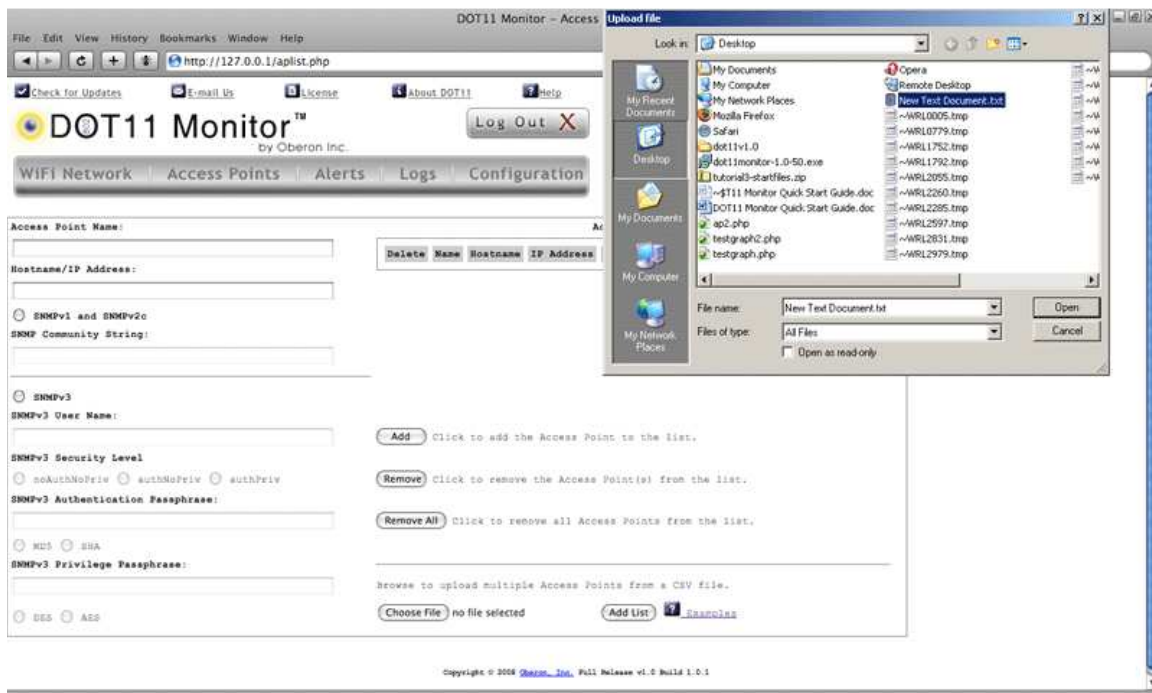 DOT11 Monitor - Access
File Edit View History Bookmarks Window Help
http://127.0.0.1/aplist.php
Check for Updates E-mail Us License About DOT11 Help
DOT11 Monitor™
by Oberon Inc.
Log Out X
WiFi Network Access Points Alerts Logs Configuration
Access Point Name:
Hostname/IP Address:
SNMPv1 and SNMPv2c
SNMP Community String:
SNMPv3
SNMPv3 User Name:
SNMPv3 Security Level
noAuthNoPriv authNoPriv authPriv
SNMPv3 Authentication Passphrase:
MD5 SHA
SNMPv3 Privilege Passphrase:
DES AES
Delete Name Hostname IP Address
Add Click to add the Access Point to the list.
Remove Click to remove the Access Point(s) from the list.
Remove All Click to remove all Access Points from the list.
Browse to upload multiple Access Points from a CSV file.
Choose File no file selected Add List Examples
Upload file
Look in: Desktop
My Recent Documents
Desktop
My Documents
My Computer
My Network Places
My Documents
My Computer
My Network Places
Mozilla Firefox
Safari
dot11v1.0
dot11monitor-1.0-50.exe
tutorial3-startfiles.zip
~$T11 Monitor Quick Start Guide.doc
DOT11 Monitor Quick Start Guide.doc
ap2.php
testgraph2.php
testgraph.php
Opera
Remote Desktop
New Text Document.txt
~WRL0005.tmp
~WRL0779.tmp
~WRL1752.tmp
~WRL1792.tmp
~WRL2055.tmp
~WRL2260.tmp
~WRL2285.tmp
~WRL2597.tmp
~WRL2831.tmp
~WRL2979.tmp
File name: New Text Document.txt Open
Files of type: All Files Cancel
Open as read-only
Copyright © 2006 Oberon, Inc. Full Release v1.0 Build 1.0.1